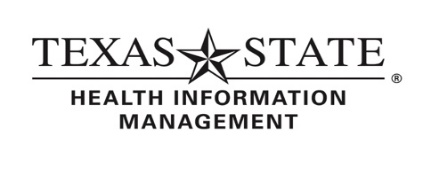 TEXAS STATE
®
HEALTH INFORMATION
MANAGEMENT